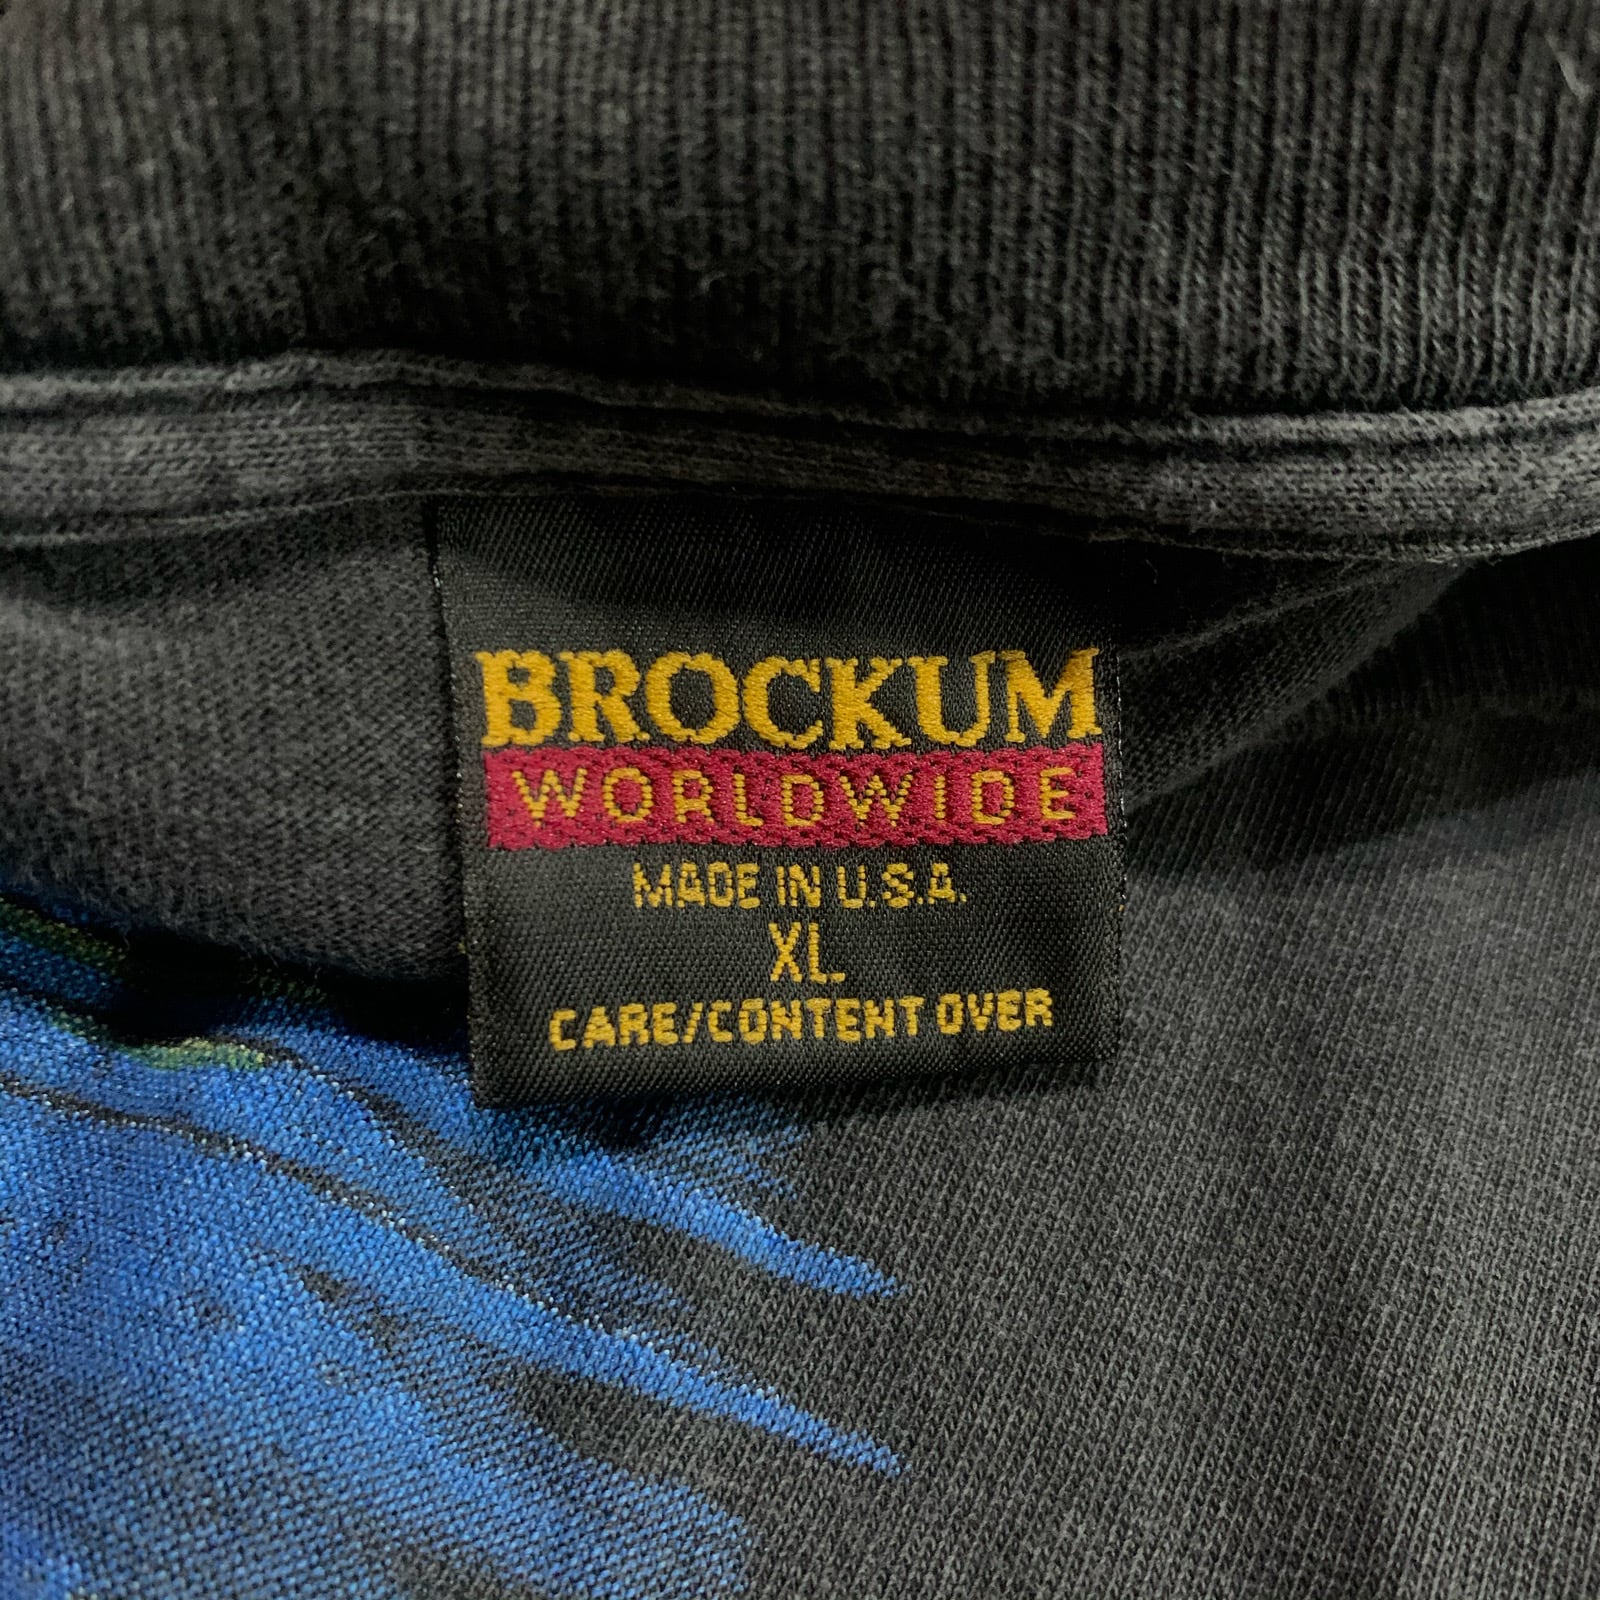 BROCKUM
WORLDWIDE
MADE IN U.S.A.
XL
CARE/CONTENT OVER